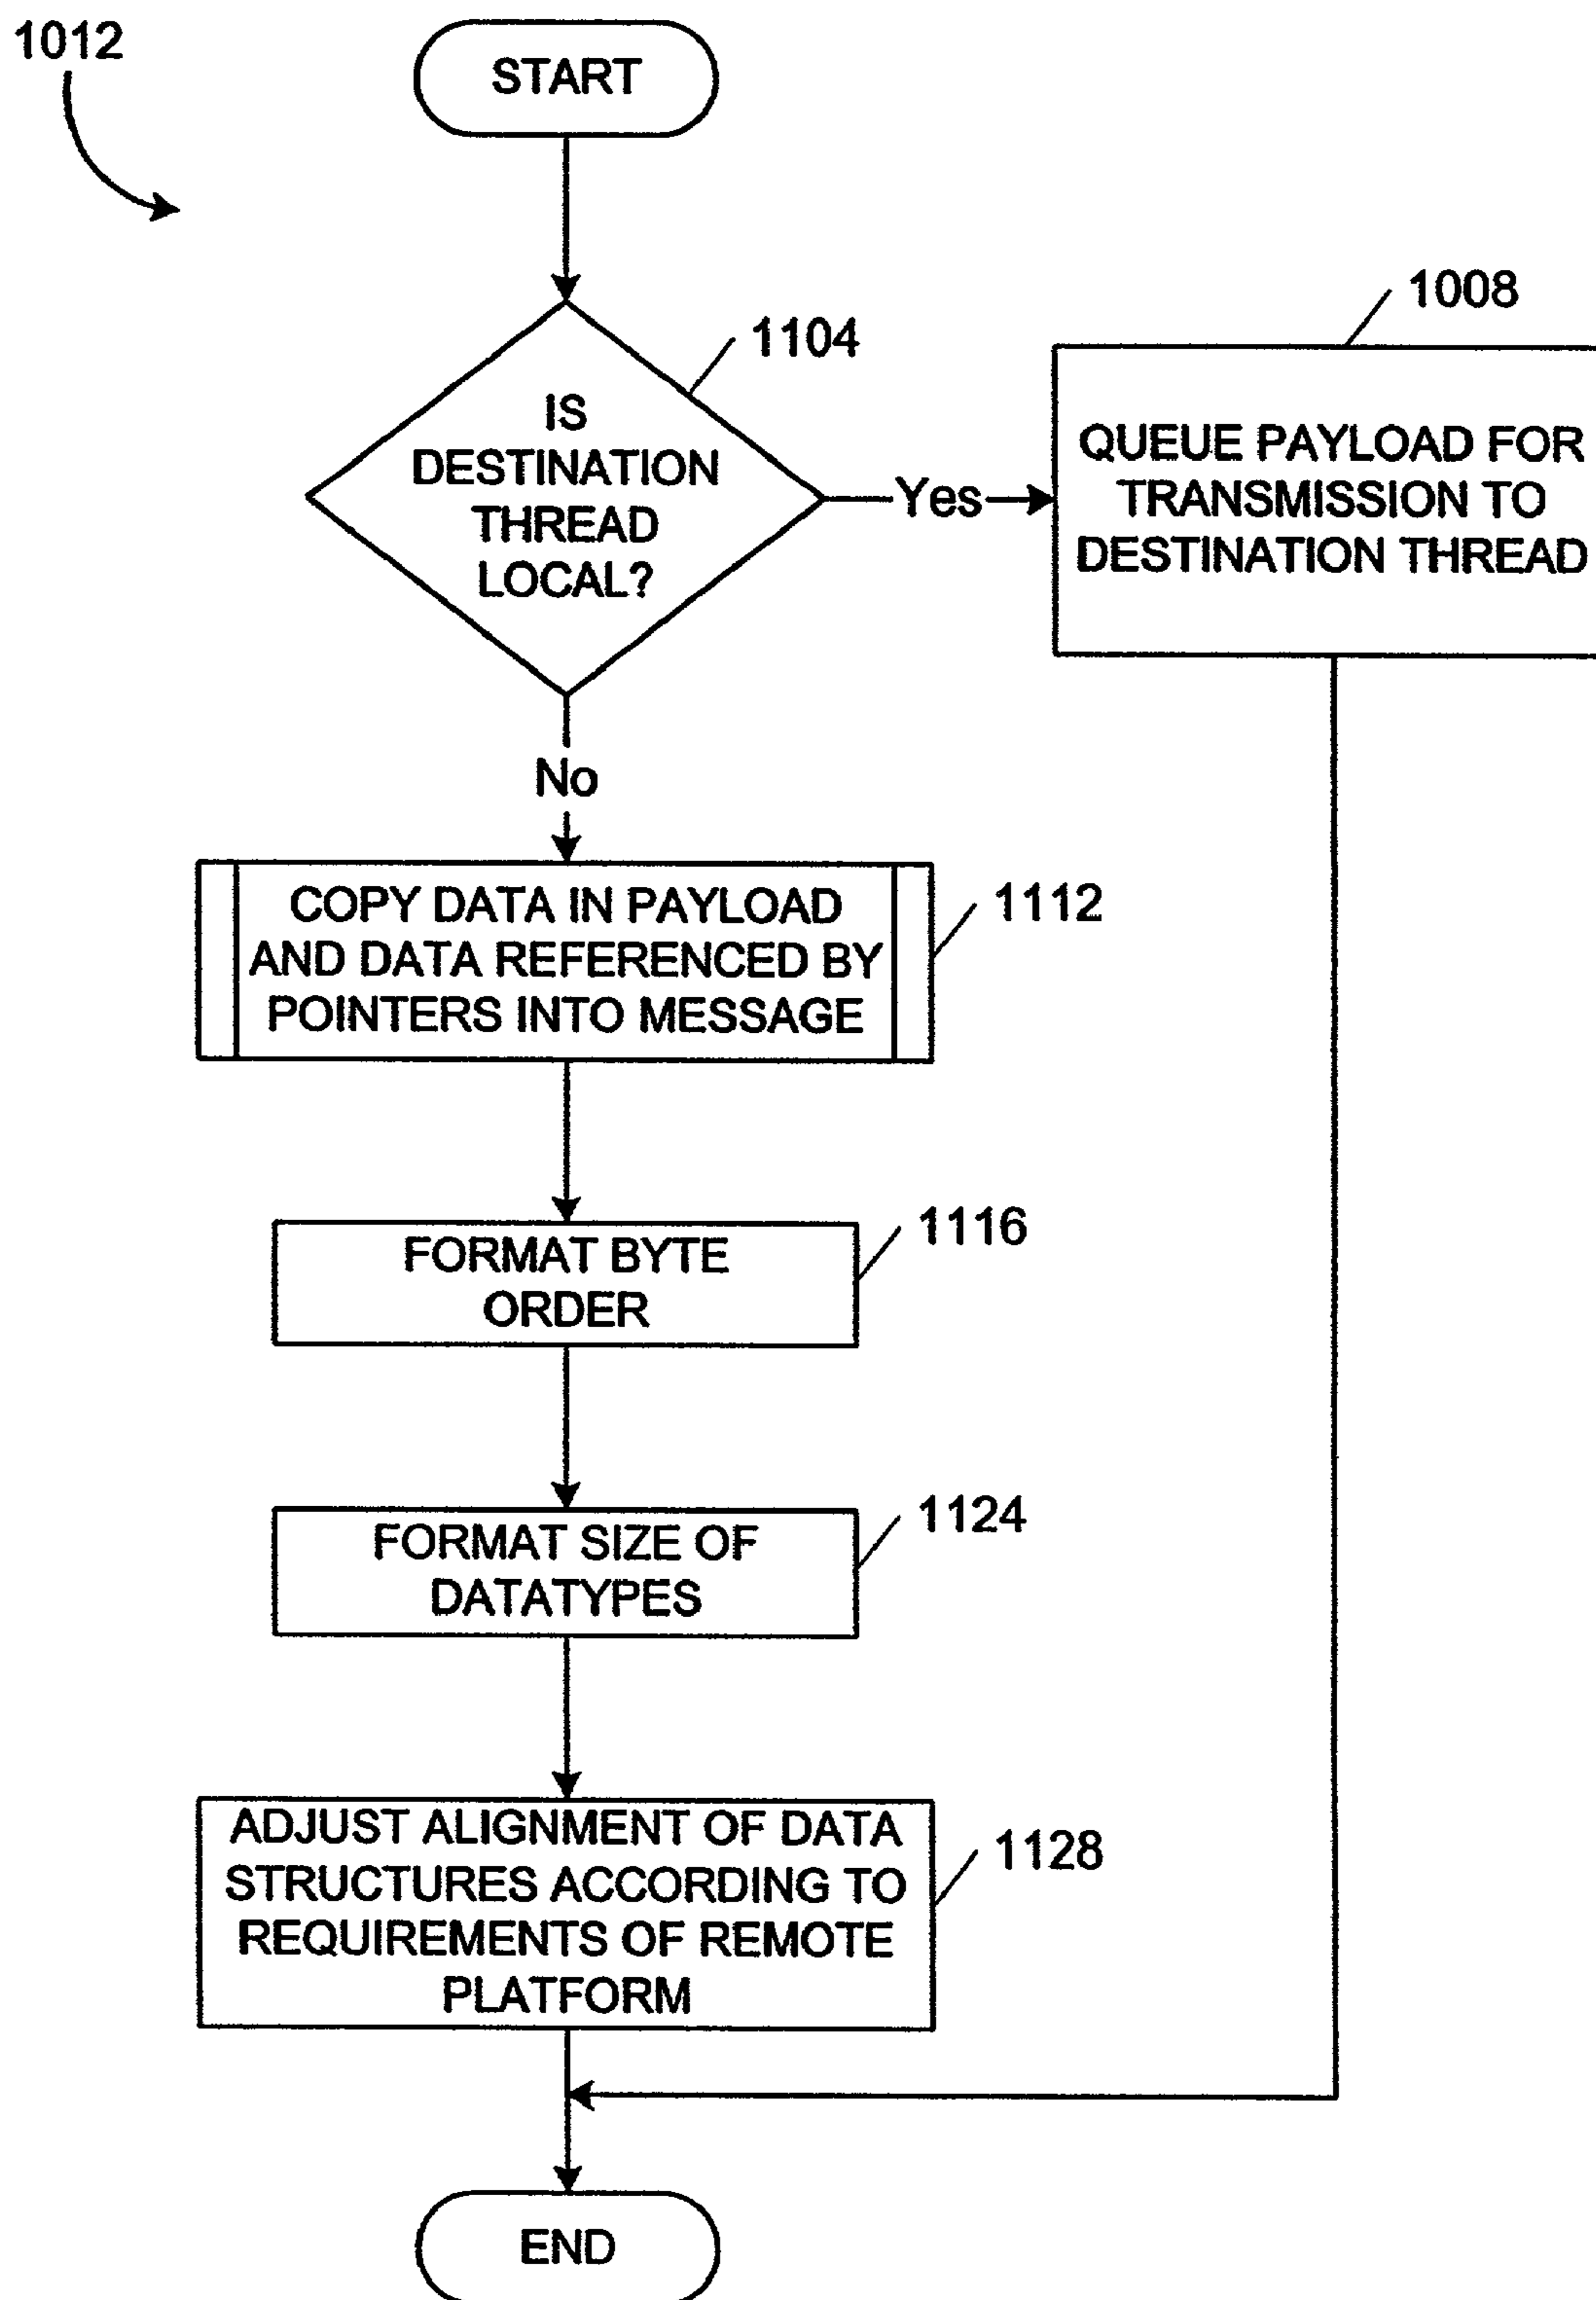 1012
START
1104
IS
DESTINATION
THREAD
LOCAL?
Yes
1008
QUEUE PAYLOAD FOR
TRANSMISSION TO
DESTINATION THREAD
No
COPY DATA IN PAYLOAD
AND DATA REFERENCED BY
POINTERS INTO MESSAGE
1112
FORMAT BYTE
ORDER
1116
FORMAT SIZE OF
DATATYPES
1124
ADJUST ALIGNMENT OF DATA
STRUCTURES ACCORDING TO
REQUIREMENTS OF REMOTE
PLATFORM
1128
END